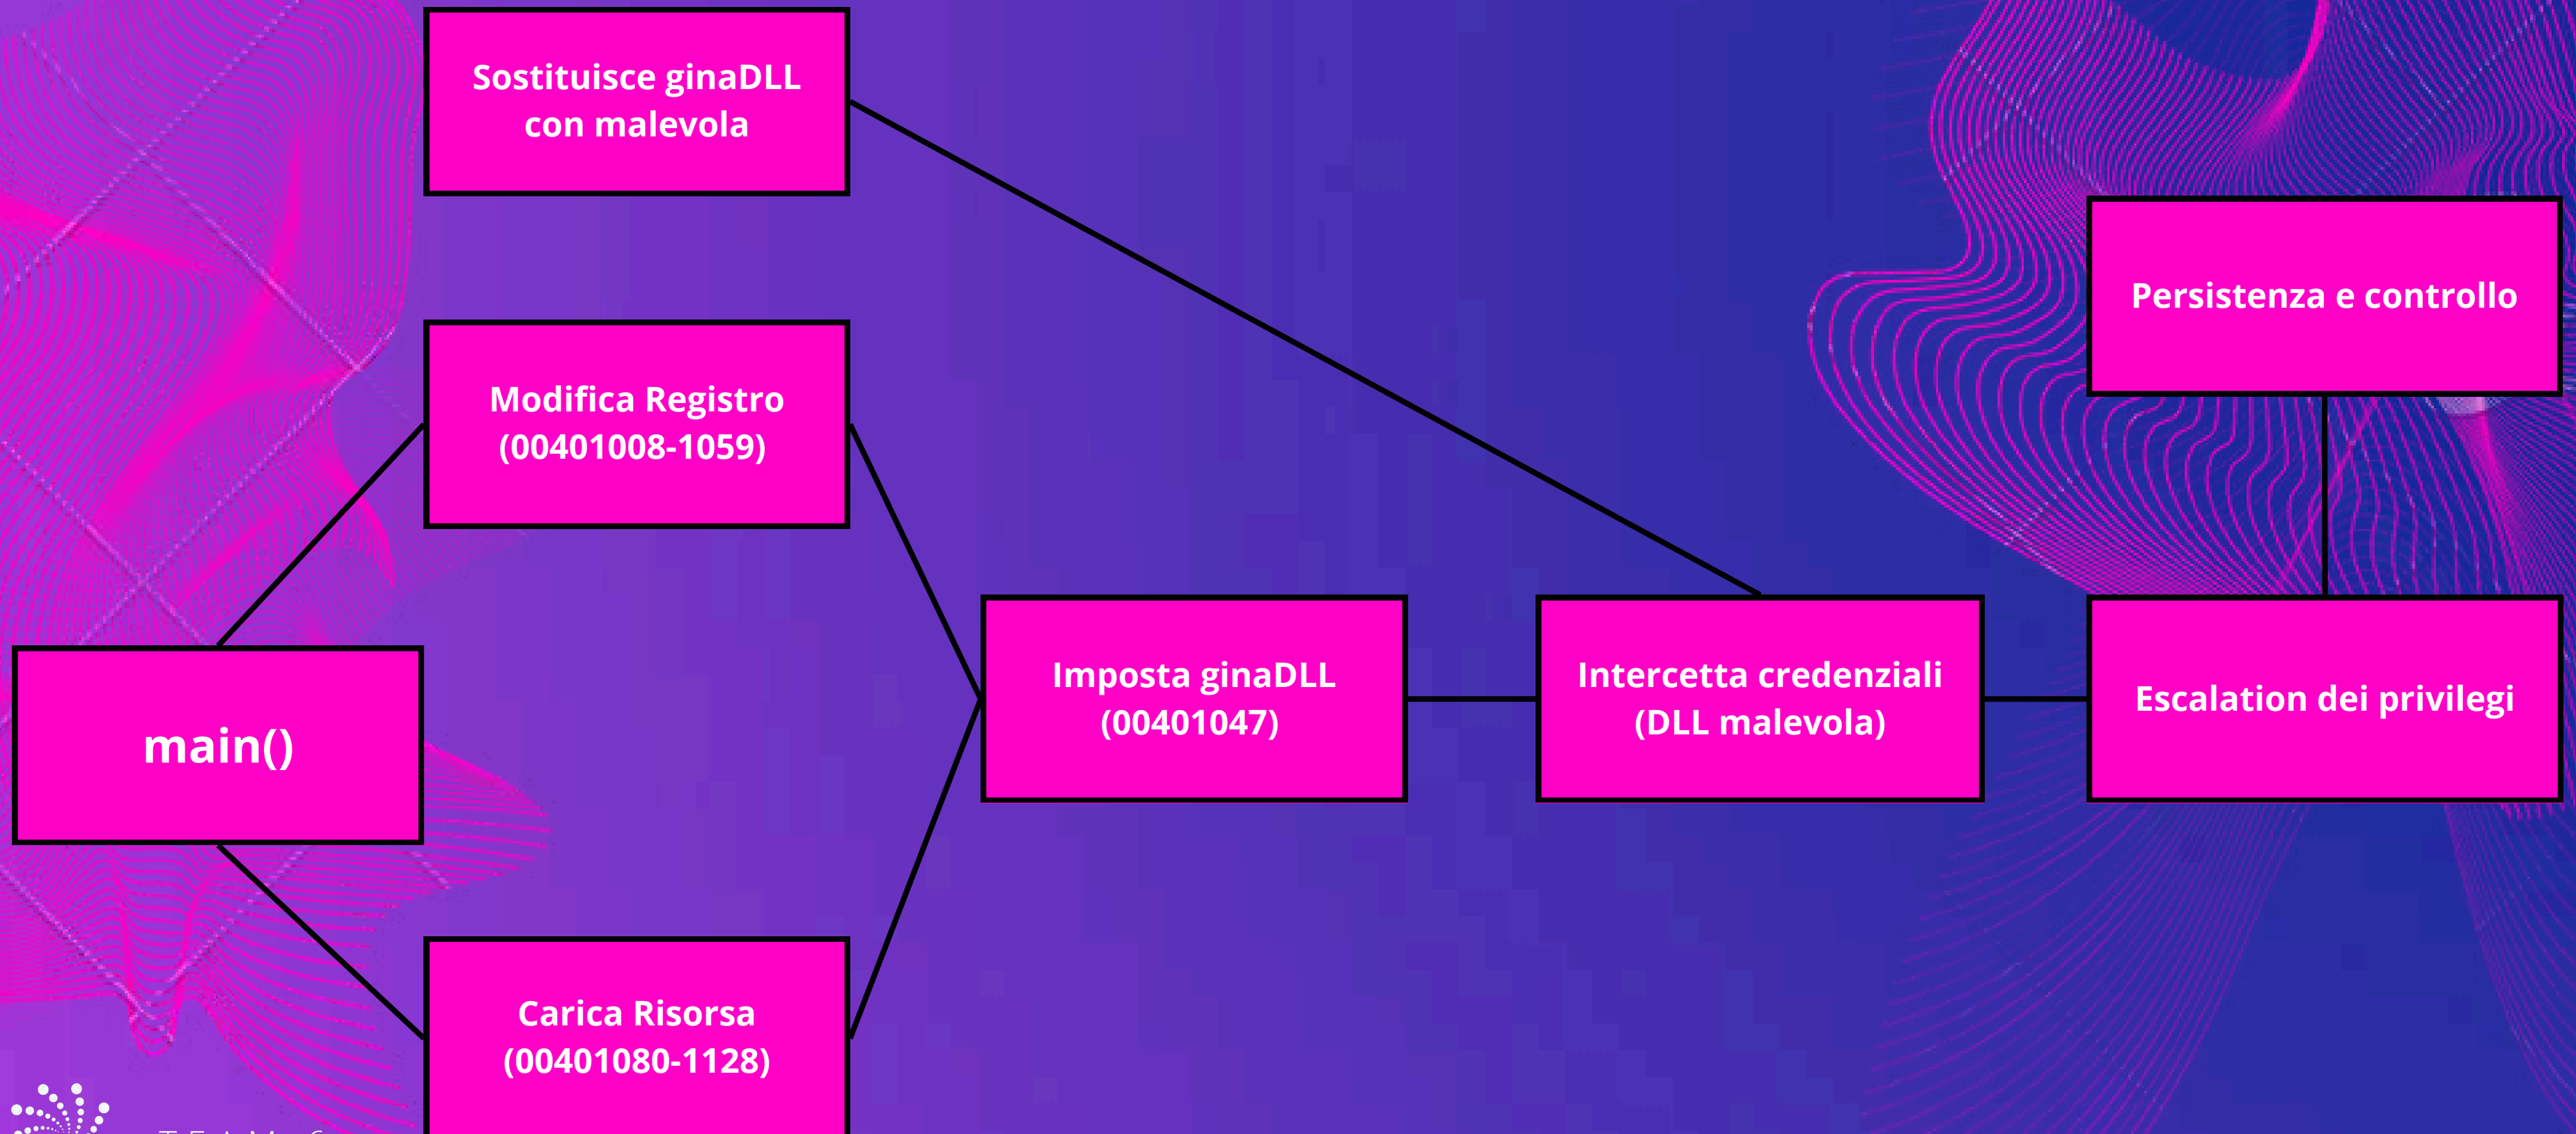 Sostituisce ginaDLL
con malevola
Modifica Registro
(00401008-1059)
Persistenza e controllo
main()
Imposta ginaDLL
(00401047)
Intercetta credenziali
(DLL malevola)
Escalation dei privilegi
Carica Risorsa
(00401080-1128)